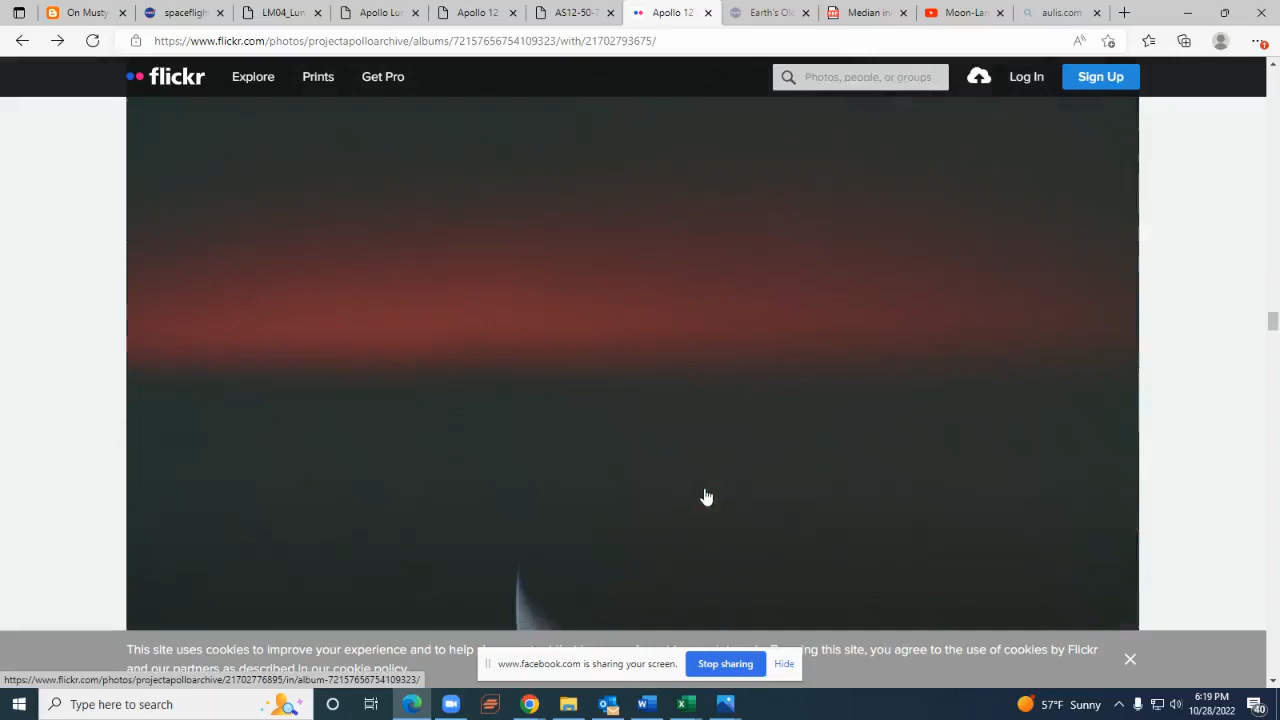 On Musty
spaceflight
LM04_Lun
Apollo Lu
Apollo 12
AS12-50-7
Apollo 12
Earth's Old
Median in
Moon-Lan
aulis.com
https://www.flickr.com/photos/projectapolloarchive/albums/72157656754109323/with/21702793675/
flickr
Explore
Prints
Get Pro
Photos, people, or groups
Log In
Sign Up
This site uses cookies to improve your experience and to help
ing this site, you agree to the use of cookies by Flickr
and our partners as described in our cookie policy.
www.facebook.com is sharing your screen.
Stop sharing
Hide
https://www.flickr.com/photos/projectapolloarchive/21702776895/in/album-72157656754109323/
Type here to search
57°F Sunny
6:19 PM
10/28/2022
40